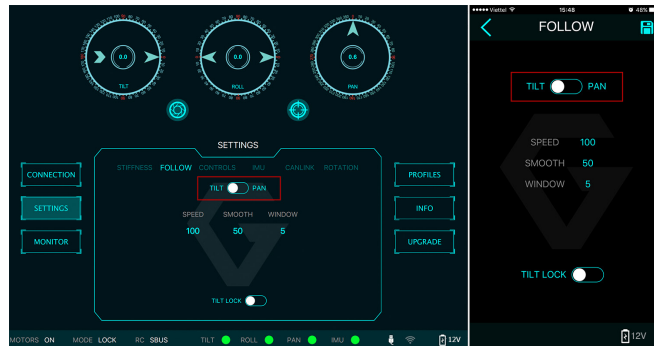 0.0
TILT
0.0
ROLL
0.6
PAN
SETTINGS
STIFFNESS FOLLOW CONTROLS IMU CANLINK ROTATION
TILT PAN
SPEED SMOOTH WINDOW
100 50 5
TILT LOCK
CONNECTION
SETTINGS
MONITOR
PROFILES
INFO
UPGRADE
MOTORS ON MODE LOCK RC SBUS TILT ROLL PAN IMU 12V
Viettel 15:48 48%
FOLLOW
TILT PAN
SPEED 100
SMOOTH 50
WINDOW 5
TILT LOCK
12V